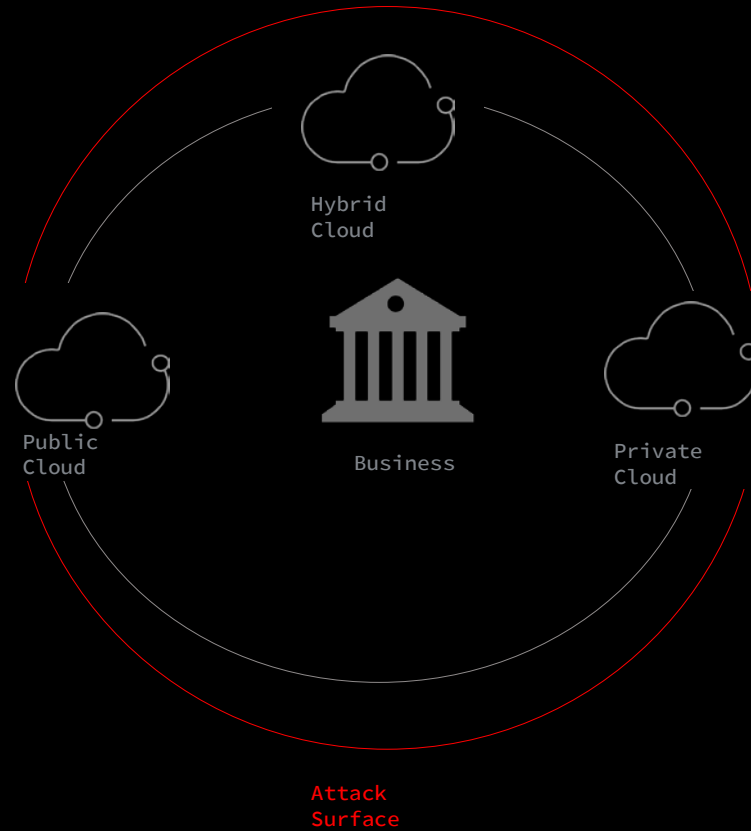 Hybrid
Cloud
Public
Cloud
Business
Private
Cloud
Attack
Surface